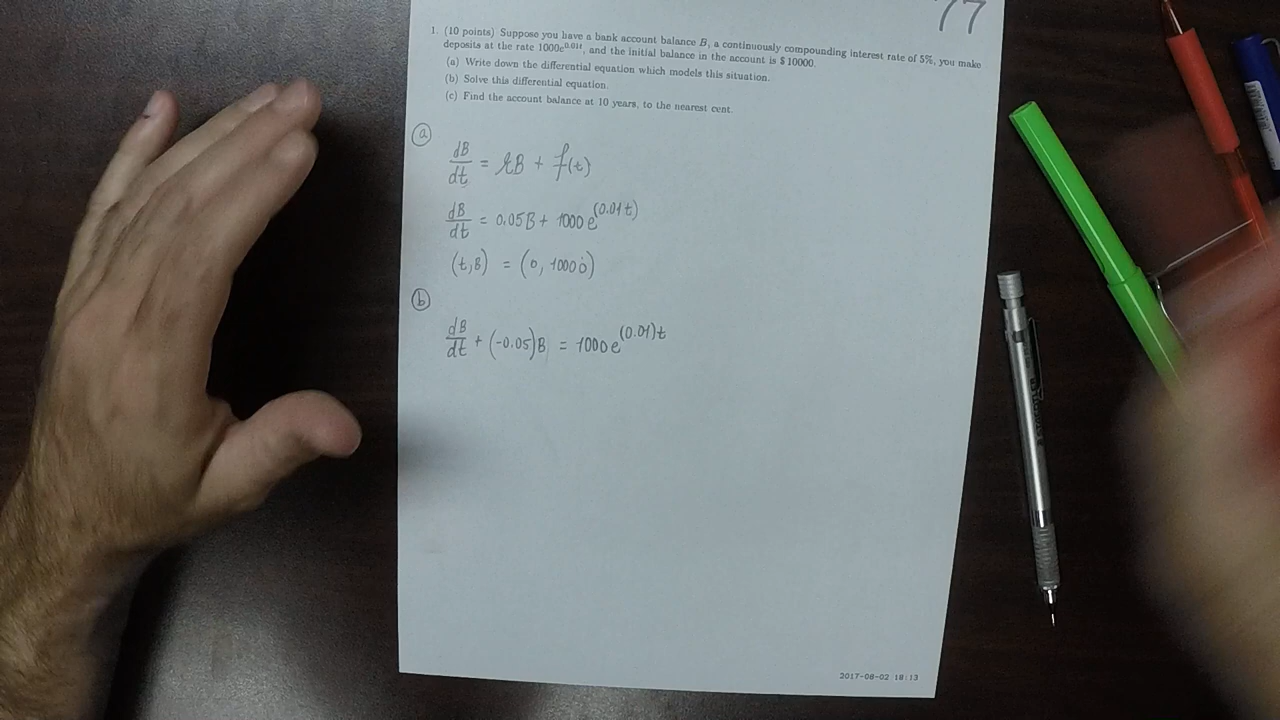 77
1. (10 points) Suppose you have a bank account balance B, a continuously compounding interest rate of 5%, you make
deposits at the rate 1000e^0.01t, and the initial balance in the account is $10000.
(a) Write down the differential equation which models this situation.
(b) Solve this differential equation.
(c) Find the account balance at 10 years, to the nearest cent.
(a)
dB/dt = kB + f(t)
dB/dt = 0.05B + 1000 e^(0.01t)
(t,B) = (0, 10000)
(b)
dB/dt + (-0.05)B = 1000e^(0.01)t
2017-08-02 18:13